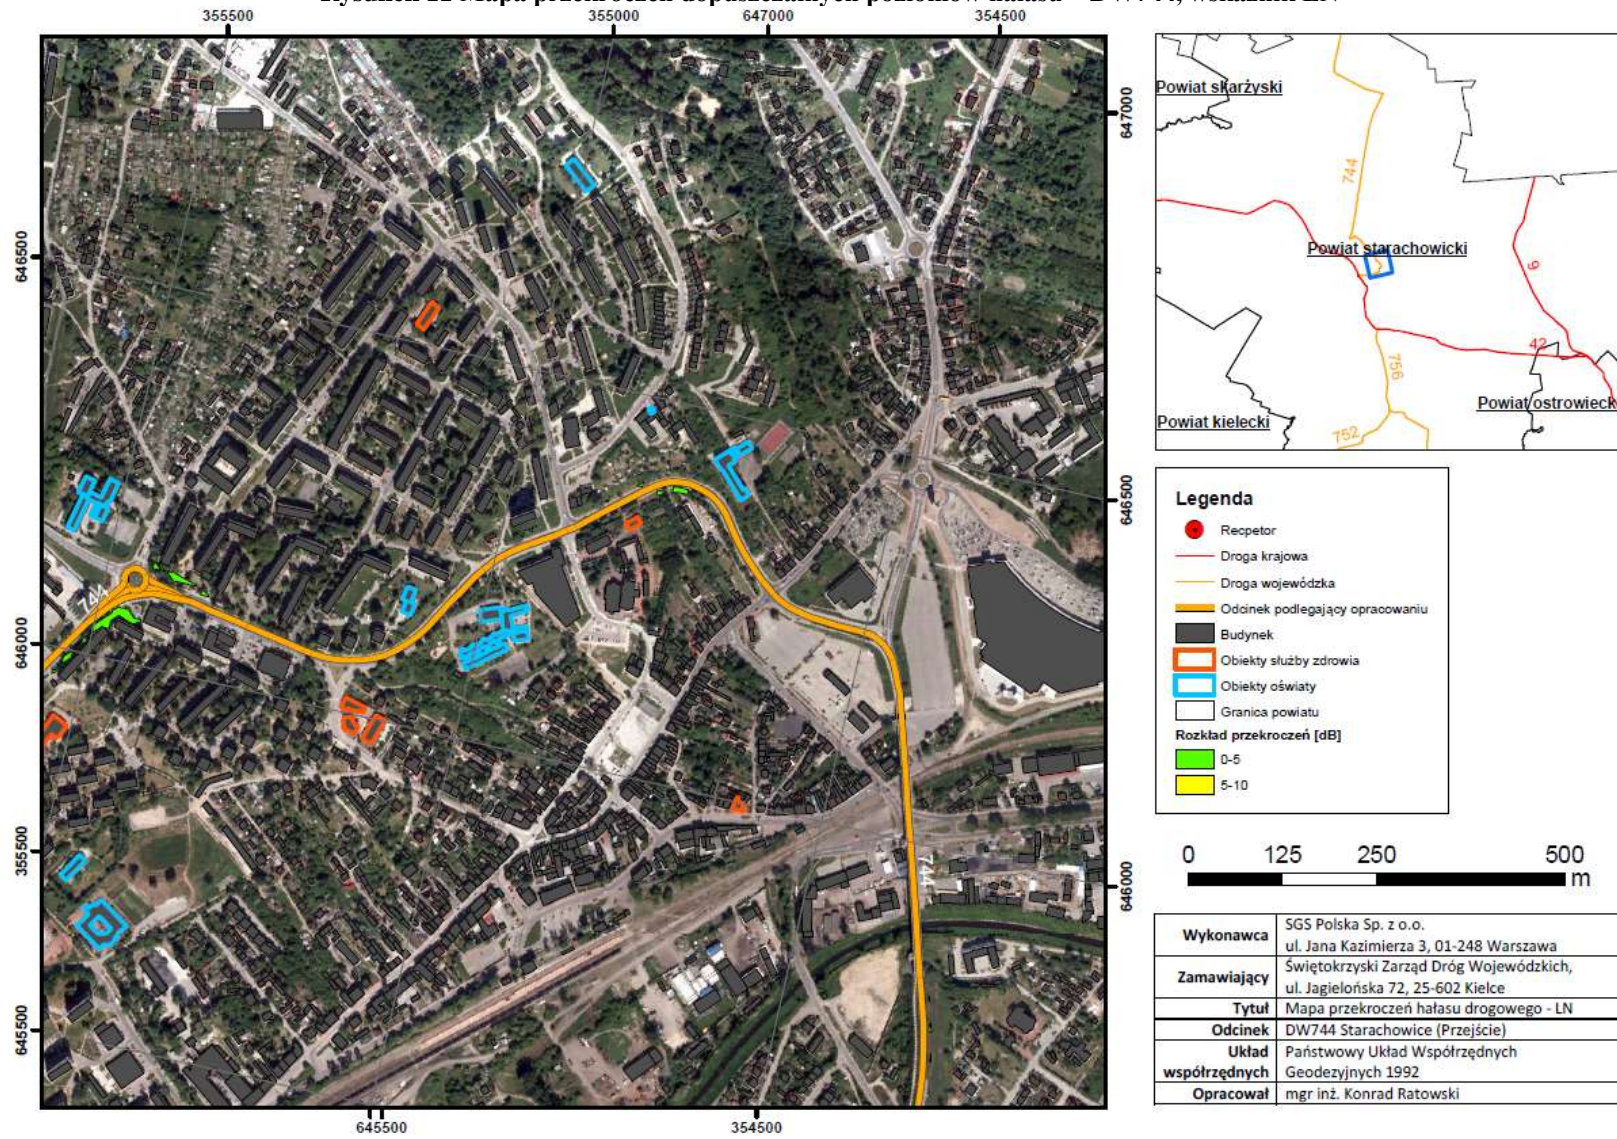 355500
355000
647000
354500
647000
646500
646500
646000
355500
646000
645500
645500
354500
744
744
Powiat skarżyski
744
Powiat starachowicki
9
42
756
Powiat ostrowieck
Powiat kielecki
752
Legenda
Recpetor
Droga krajowa
Droga wojewódzka
Odcinek podlegający opracowaniu
Budynek
Obiekty służby zdrowia
Obiekty oświaty
Granica powiatu
Rozkład przekroczeń [dB]
0-5
5-10
0 125 250 500
m
Wykonawca SGS Polska Sp. z o.o.
ul. Jana Kazimierza 3, 01-248 Warszawa
Zamawiający Świętokrzyski Zarząd Dróg Wojewódzkich,
ul. Jagielońska 72, 25-602 Kielce
Tytuł Mapa przekroczeń hałasu drogowego - LN
Odcinek DW744 Starachowice (Przejście)
Układ Państwowy Układ Współrzędnych
współrzędnych Geodezyjnych 1992
Opracował mgr inż. Konrad Ratowski